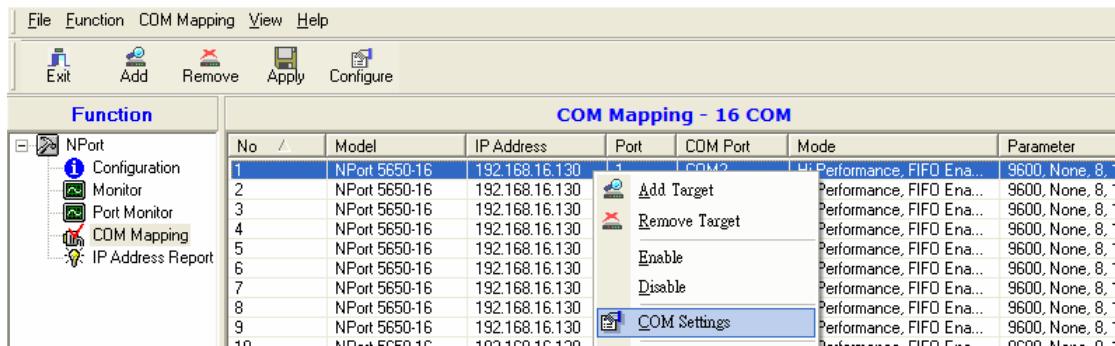 File Function COM Mapping View Help
Exit Add Remove Apply Configure
Function
COM Mapping - 16 COM
NPort
Configuration
Monitor
Port Monitor
COM Mapping
IP Address Report
No Model IP Address Port COM Port Mode Parameter
1 NPort 5650-16 192.168.16.130 1 COM2 Hi Performance, FIFO Ena... 9600, None, 8,
2 NPort 5650-16 192.168.16.130 Performance, FIFO Ena... 9600, None, 8,
3 NPort 5650-16 192.168.16.130 Performance, FIFO Ena... 9600, None, 8,
4 NPort 5650-16 192.168.16.130 Performance, FIFO Ena... 9600, None, 8,
5 NPort 5650-16 192.168.16.130 Performance, FIFO Ena... 9600, None, 8,
6 NPort 5650-16 192.168.16.130 Performance, FIFO Ena... 9600, None, 8,
7 NPort 5650-16 192.168.16.130 Performance, FIFO Ena... 9600, None, 8,
8 NPort 5650-16 192.168.16.130 Performance, FIFO Ena... 9600, None, 8,
9 NPort 5650-16 192.168.16.130 Performance, FIFO Ena... 9600, None, 8,
Add Target
Remove Target
Enable
Disable
COM Settings